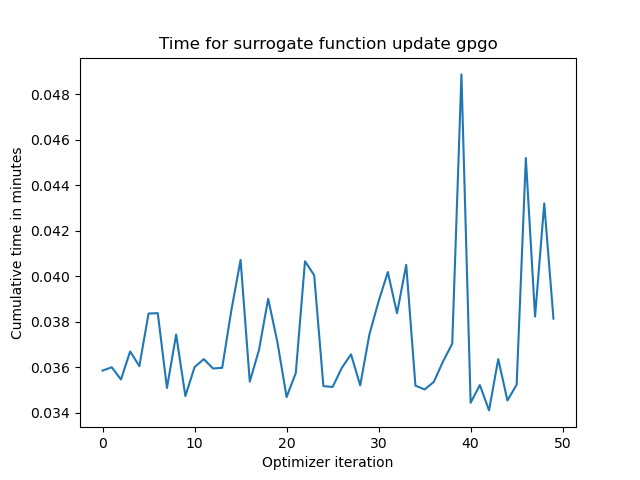 Time for surrogate function update gpgo
Cumulative time in minutes
0.048
0.046
0.044
0.042
0.040
0.038
0.036
0.034
0 10 20 30 40 50
Optimizer iteration